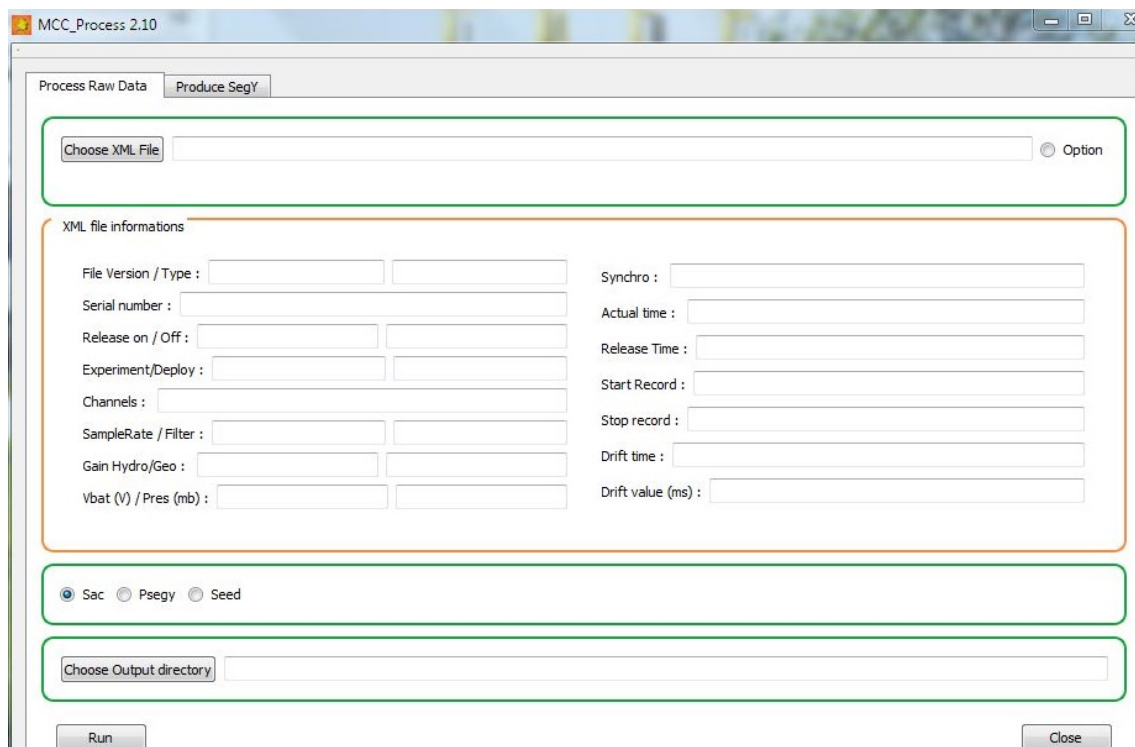 MCC_Process 2.10
Process Raw Data Produce SegY
Choose XML File Option
XML file informations
File Version / Type :
Serial number :
Release on / Off :
Experiment/Deploy :
Channels :
SampleRate / Filter :
Gain Hydro/Geo :
Vbat (V) / Pres (mb) :
Synchro :
Actual time :
Release Time :
Start Record :
Stop record :
Drift time :
Drift value (ms) :
Sac Psegy Seed
Choose Output directory
Run Close